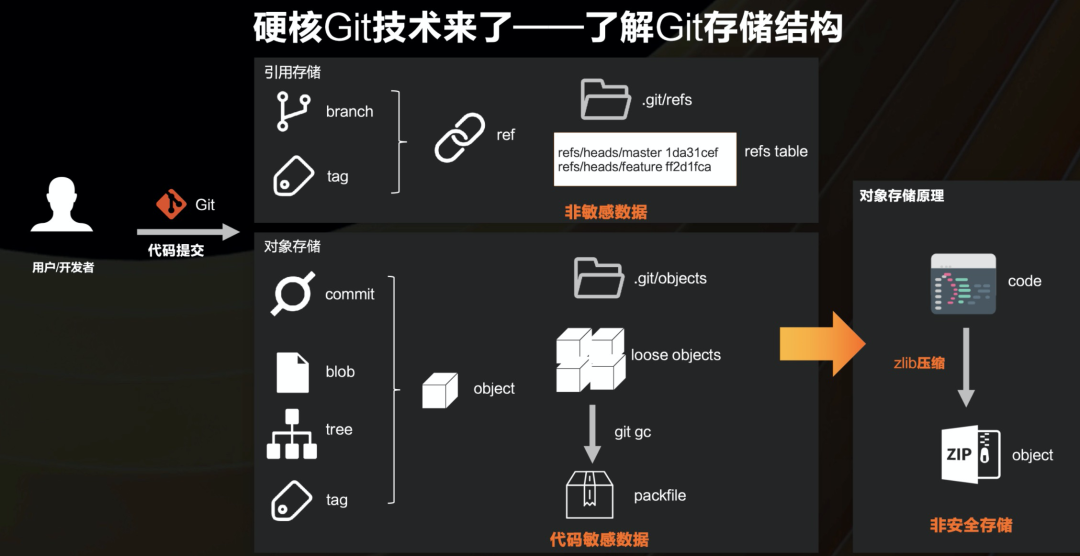 硬核Git技术来了——了解Git存储结构
引用存储
branch
tag
ref
.git/refs
refs/heads/master 1da31cef
refs/heads/feature ff2d1fca
refs table
非敏感数据
用户/开发者
Git
代码提交
对象存储
commit
blob
tree
tag
object
.git/objects
loose objects
git gc
packfile
代码敏感数据
对象存储原理
code
zlib压缩
ZIP
object
非安全存储